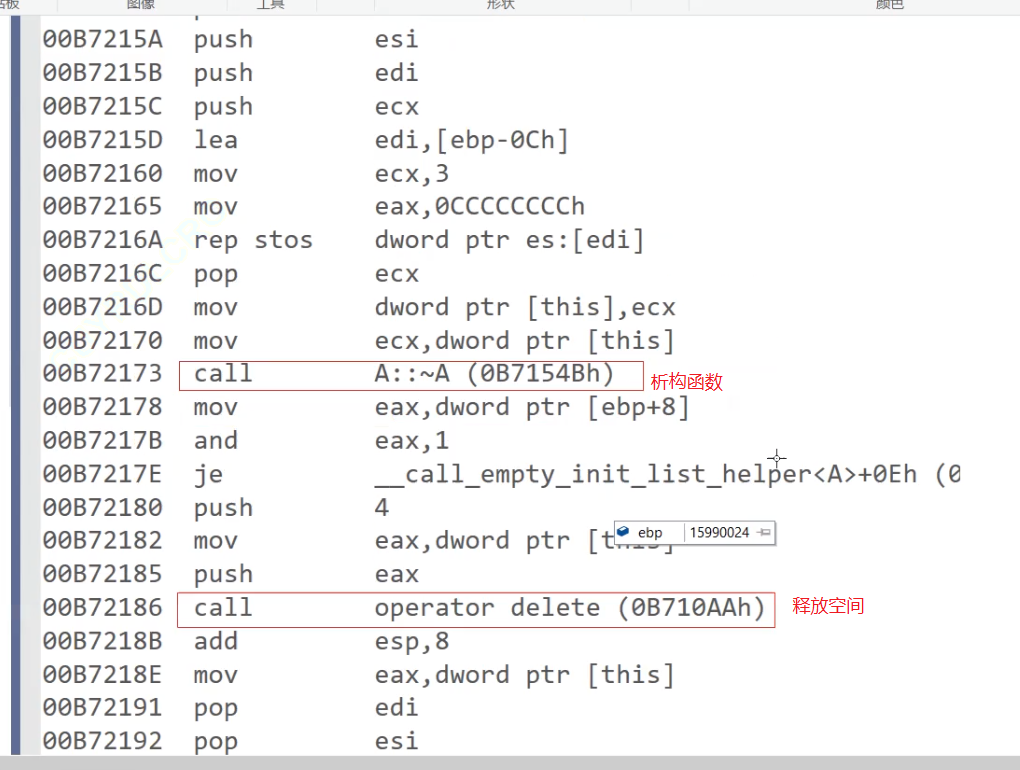 图像 工具 形状 颜色
00B7215A push esi
00B7215B push edi
00B7215C push ecx
00B7215D lea edi,[ebp-0Ch]
00B72160 mov ecx,3
00B72165 mov eax,0CCCCCCCCh
00B7216A rep stos dword ptr es:[edi]
00B7216C pop ecx
00B7216D mov dword ptr [this],ecx
00B72170 mov ecx,dword ptr [this]
00B72173 call A::~A (0B7154Bh) 析构函数
00B72178 mov eax,dword ptr [ebp+8]
00B7217B and eax,1
00B7217E je __call_empty_init_list_helper<A>+0Eh (0
00B72180 push 4
ebp 15990024
00B72182 mov eax,dword ptr [this]
00B72185 push eax
00B72186 call operator delete (0B710AAh) 释放空间
00B7218B add esp,8
00B7218E mov eax,dword ptr [this]
00B72191 pop edi
00B72192 pop esi